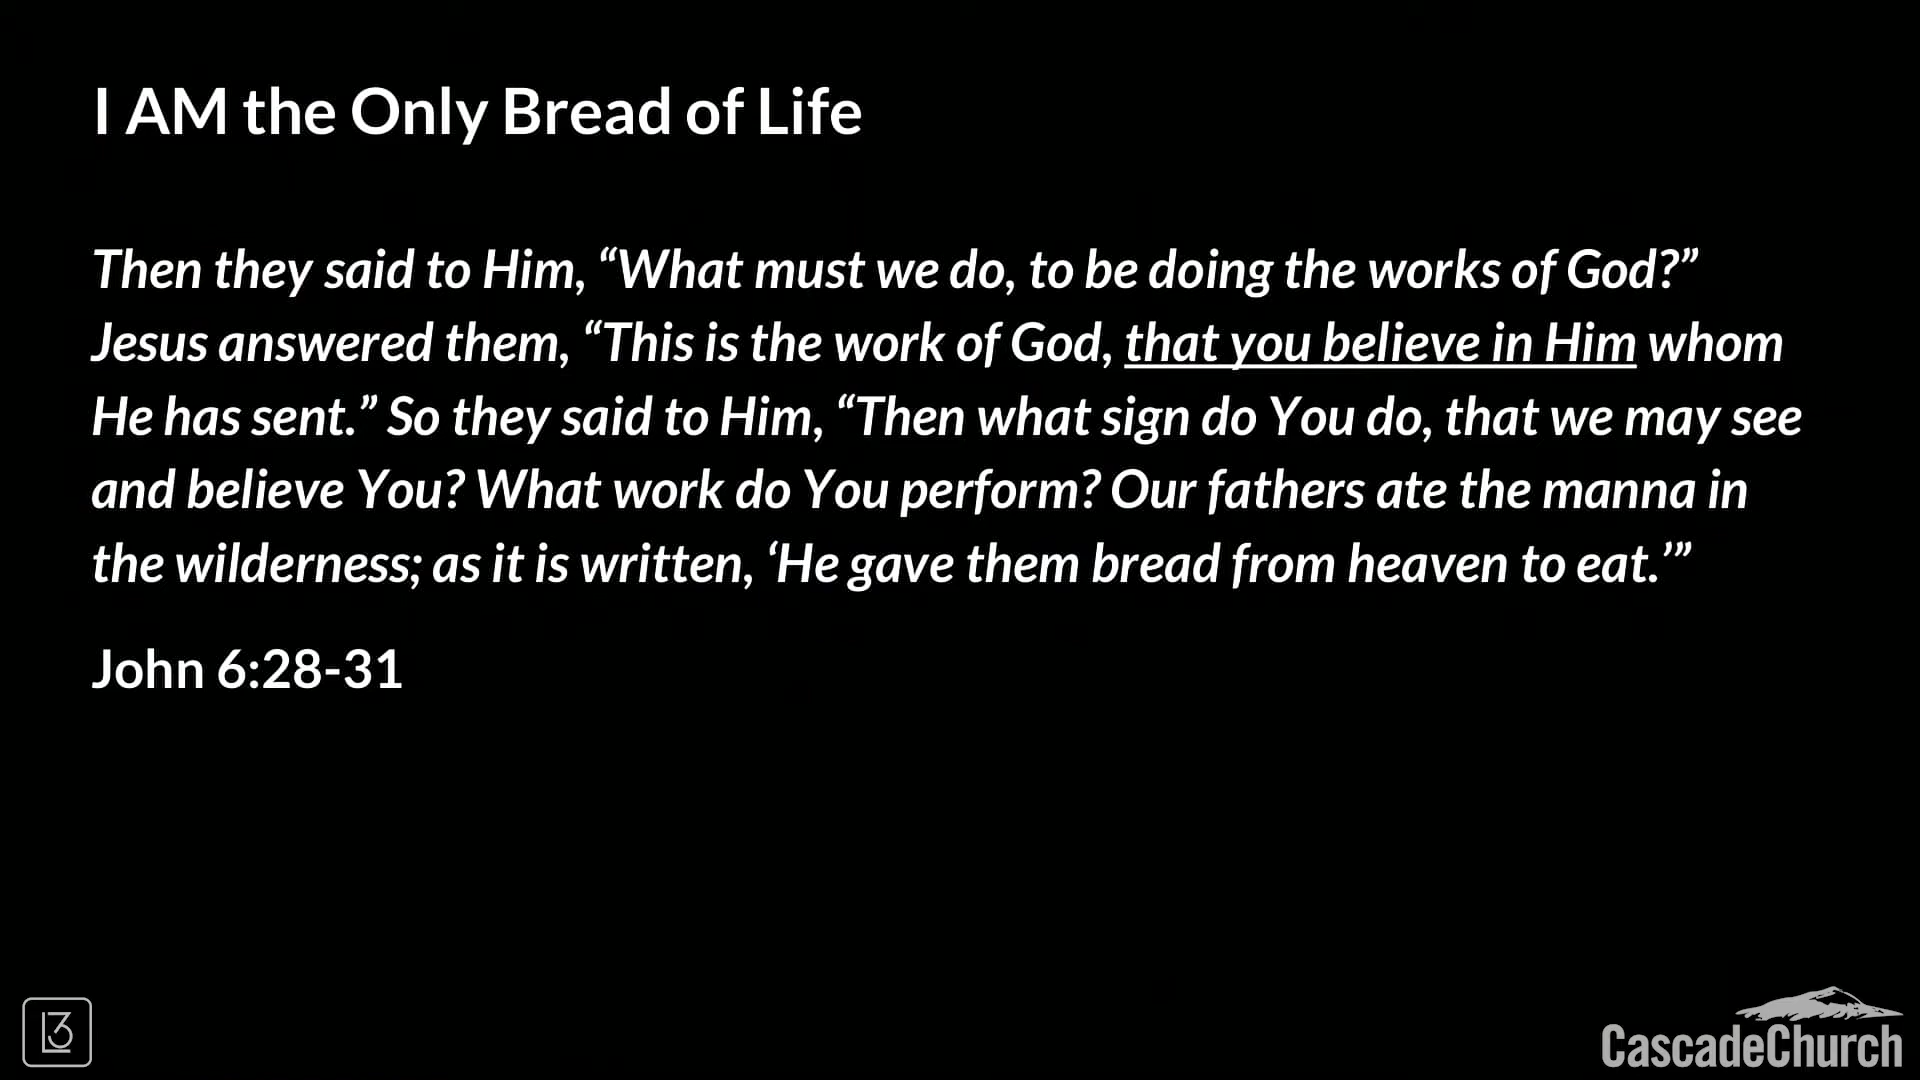 I AM the Only Bread of Life
Then they said to Him, “What must we do, to be doing the works of God?”
Jesus answered them, “This is the work of God, that you believe in Him whom
He has sent.” So they said to Him, “Then what sign do You do, that we may see
and believe You? What work do You perform? Our fathers ate the manna in
the wilderness; as it is written, ‘He gave them bread from heaven to eat.’”
John 6:28-31
L3
CascadeChurch